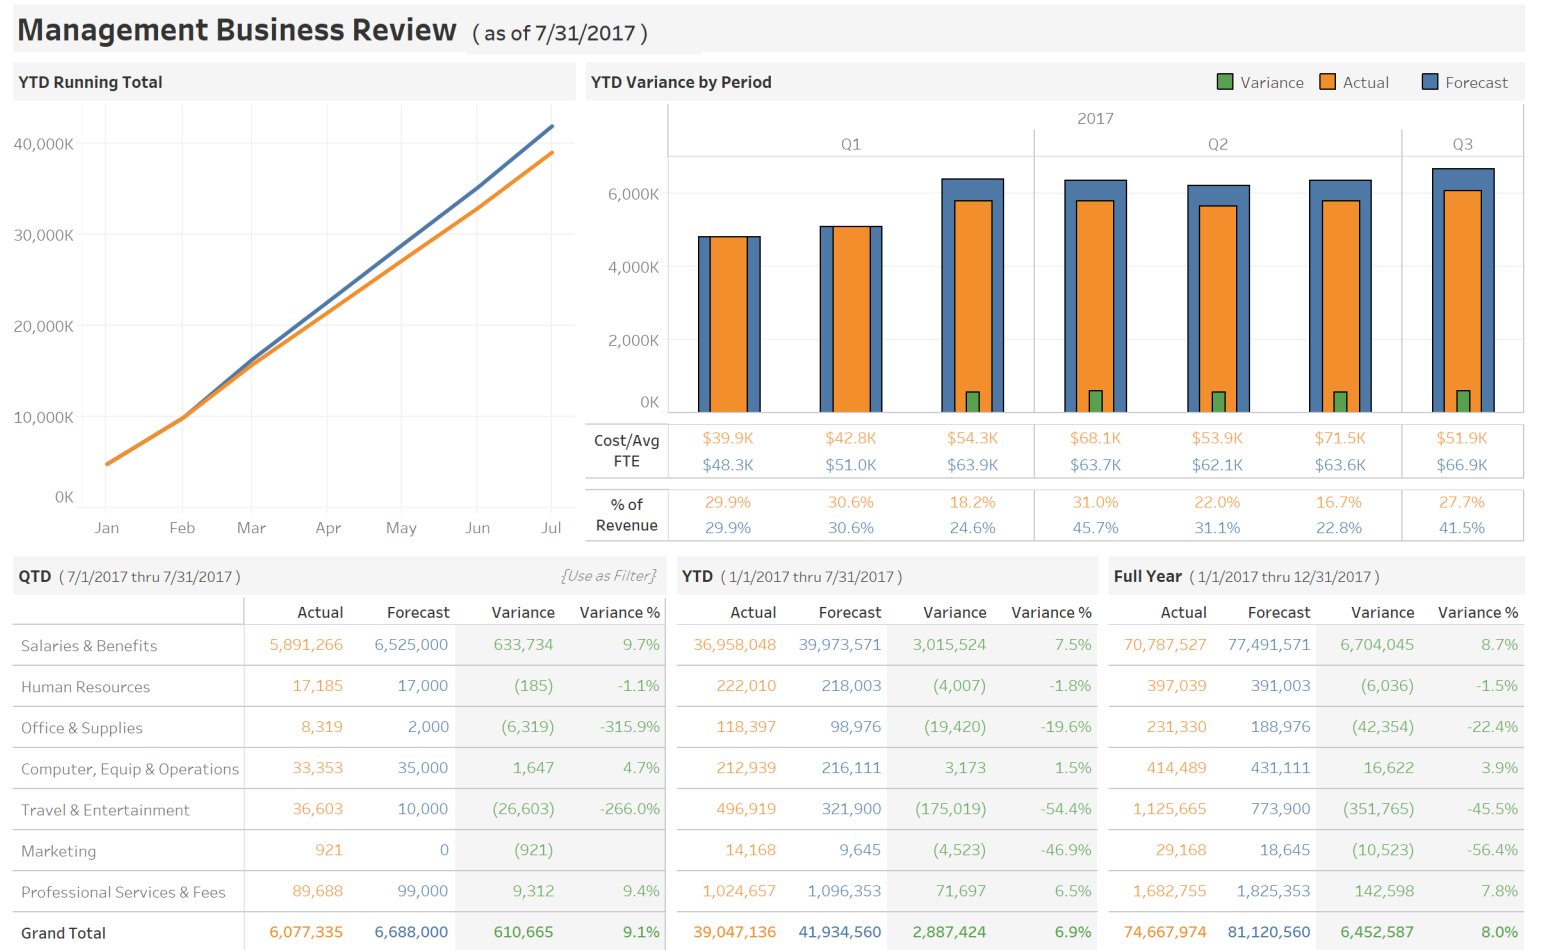 Management Business Review ( as of 7/31/2017 )
YTD Running Total
40,000K
30,000K
20,000K
10,000K
0K
Jan Feb Mar Apr May Jun Jul
YTD Variance by Period Variance Actual Forecast
2017
Q1 Q2 Q3
6,000K
4,000K
2,000K
0K
Cost/Avg FTE
$39.9K $42.8K $54.3K $68.1K $53.9K $71.5K $51.9K
$48.3K $51.0K $63.9K $63.7K $62.1K $63.6K $66.9K
% of Revenue
29.9% 30.6% 18.2% 31.0% 22.0% 16.7% 27.7%
29.9% 30.6% 24.6% 45.7% 31.1% 22.8% 41.5%
QTD ( 7/1/2017 thru 7/31/2017 ) {Use as Filter} YTD ( 1/1/2017 thru 7/31/2017 ) Full Year ( 1/1/2017 thru 12/31/2017 )
Actual Forecast Variance Variance % Actual Forecast Variance Variance % Actual Forecast Variance Variance %
Salaries & Benefits 5,891,266 6,525,000 633,734 9.7% 36,958,048 39,973,571 3,015,524 7.5% 70,787,527 77,491,571 6,704,045 8.7%
Human Resources 17,185 17,000 (185) -1.1% 222,010 218,003 (4,007) -1.8% 397,039 391,003 (6,036) -1.5%
Office & Supplies 8,319 2,000 (6,319) -315.9% 118,397 98,976 (19,420) -19.6% 231,330 188,976 (42,354) -22.4%
Computer, Equip & Operations 33,353 35,000 1,647 4.7% 212,939 216,111 3,173 1.5% 414,489 431,111 16,622 3.9%
Travel & Entertainment 36,603 10,000 (26,603) -266.0% 496,919 321,900 (175,019) -54.4% 1,125,665 773,900 (351,765) -45.5%
Marketing 921 0 (921) 14,168 9,645 (4,523) -46.9% 29,168 18,645 (10,523) -56.4%
Professional Services & Fees 89,688 99,000 9,312 9.4% 1,024,657 1,096,353 71,697 6.5% 1,682,755 1,825,353 142,598 7.8%
Grand Total 6,077,335 6,688,000 610,665 9.1% 39,047,136 41,934,560 2,887,424 6.9% 74,667,974 81,120,560 6,452,587 8.0%